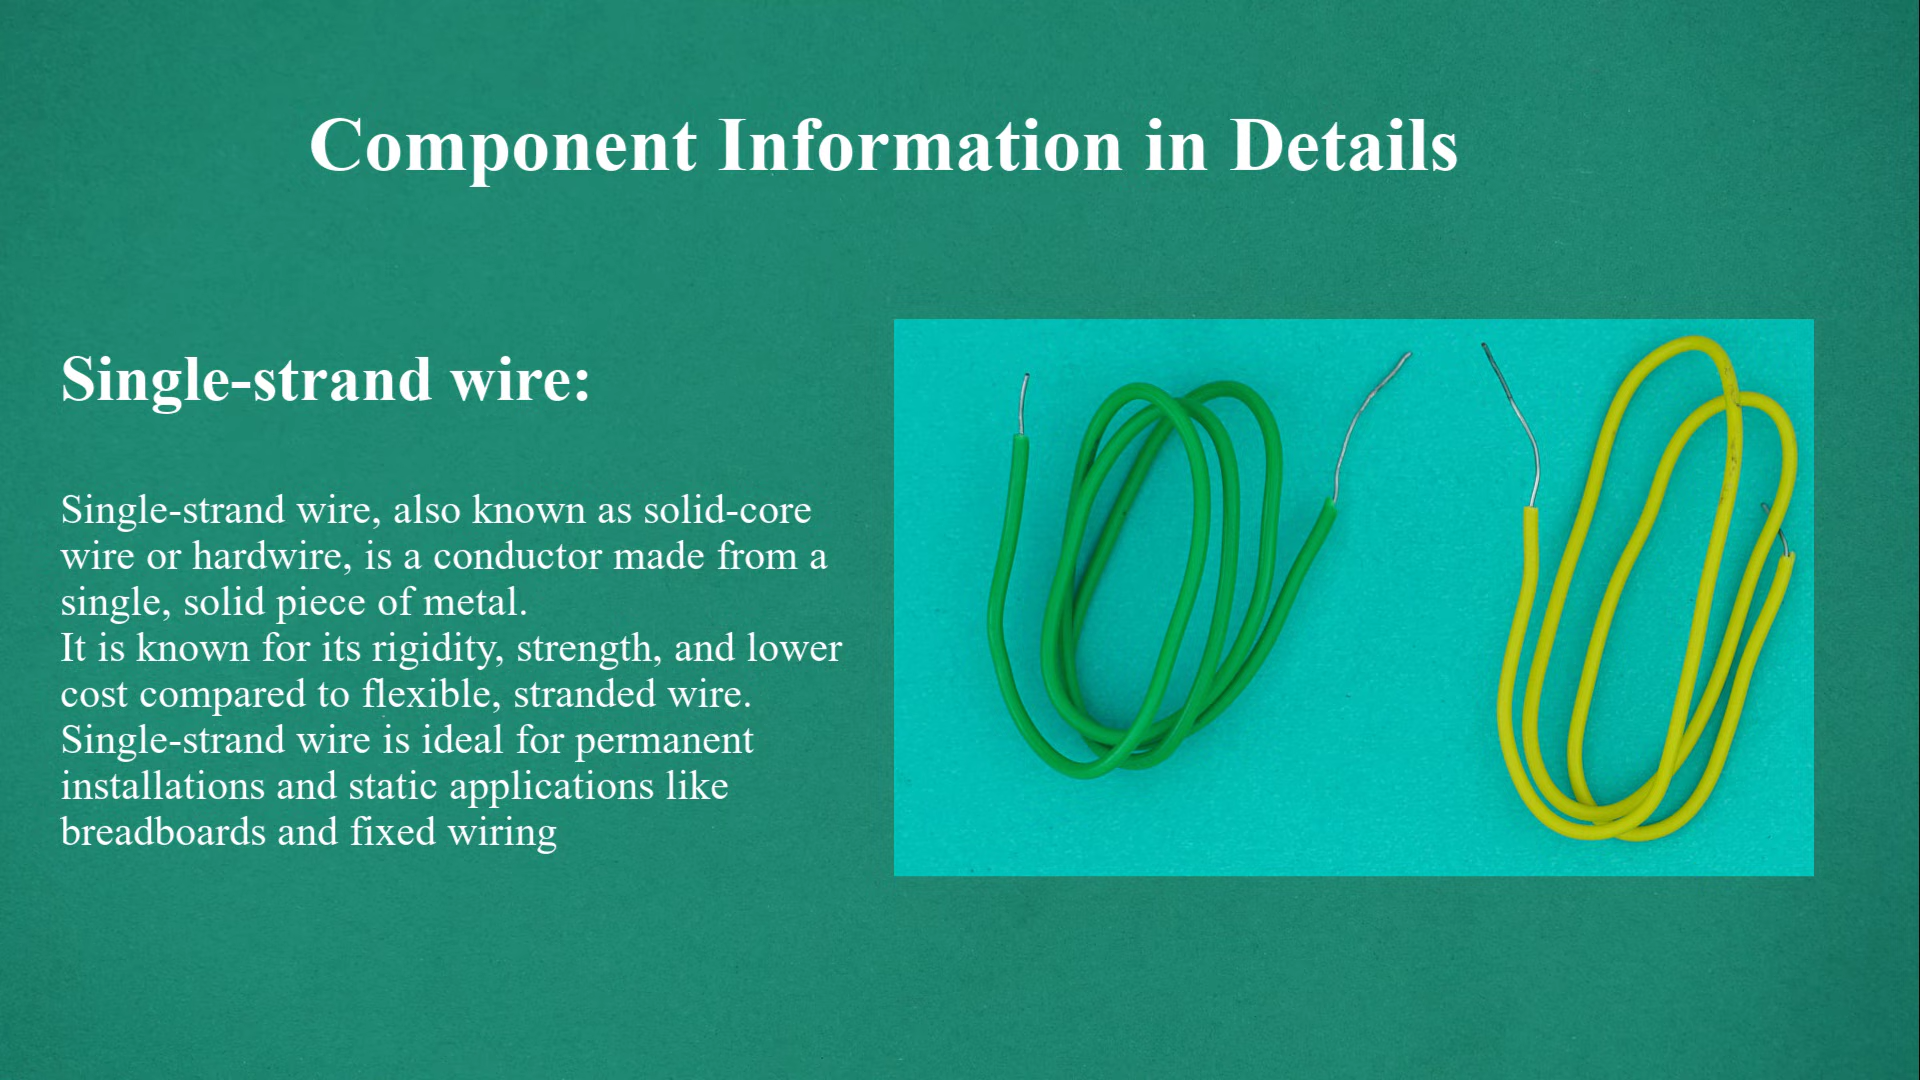 Component Information in Details
Single-strand wire:
Single-strand wire, also known as solid-core
wire or hardwire, is a conductor made from a
single, solid piece of metal.
It is known for its rigidity, strength, and lower
cost compared to flexible, stranded wire.
Single-strand wire is ideal for permanent
installations and static applications like
breadboards and fixed wiring